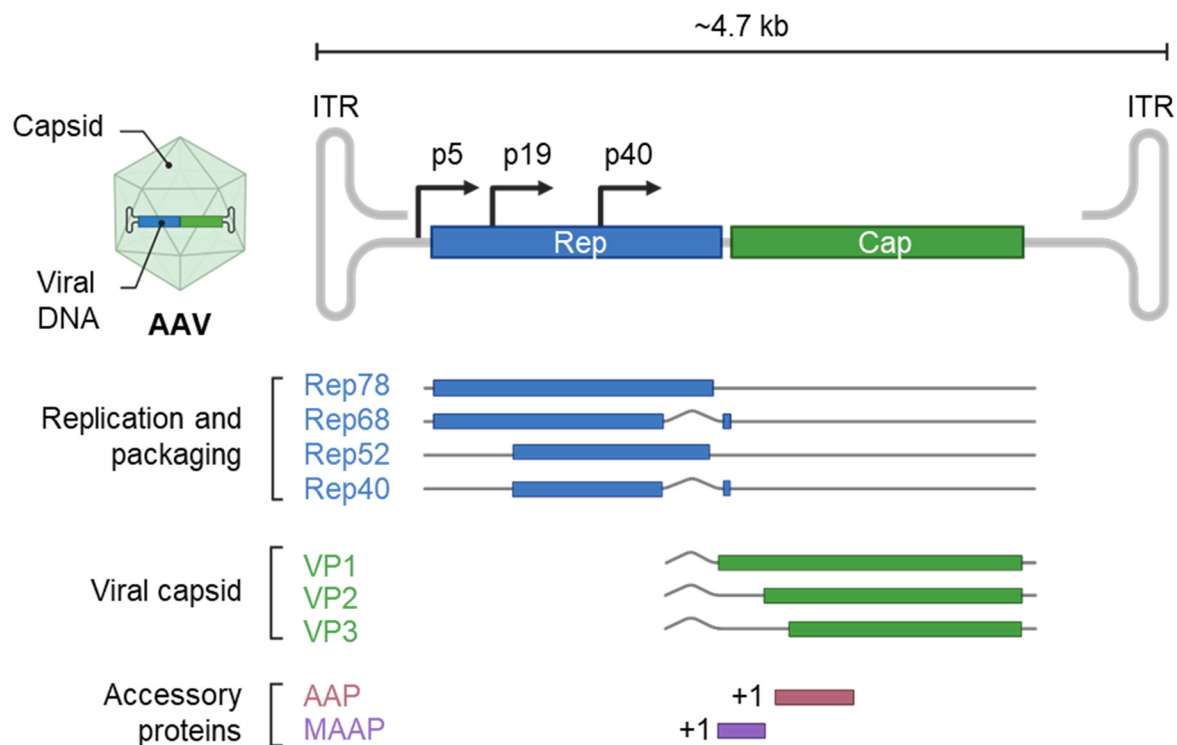 ~4.7 kb
ITR
ITR
Capsid
p5
p19
p40
Rep
Cap
Viral
DNA
AAV
Replication and
packaging
Rep78
Rep68
Rep52
Rep40
Viral capsid
VP1
VP2
VP3
Accessory
proteins
AAP
+1
MAAP
+1